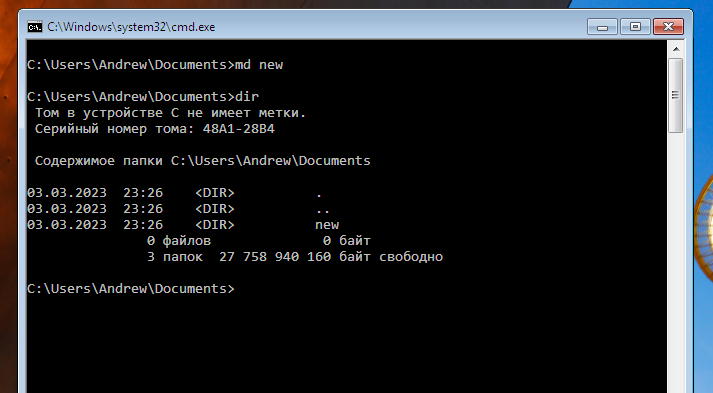 C:\Windows\system32\cmd.exe
C:\Users\Andrew\Documents>md new
C:\Users\Andrew\Documents>dir
Том в устройстве C не имеет метки.
Серийный номер тома: 48A1-28B4
Содержимое папки C:\Users\Andrew\Documents
03.03.2023  23:26    <DIR>          .
03.03.2023  23:26    <DIR>          ..
03.03.2023  23:26    <DIR>          new
0 файлов              0 байт
3 папок  27 758 940 160 байт свободно
C:\Users\Andrew\Documents>